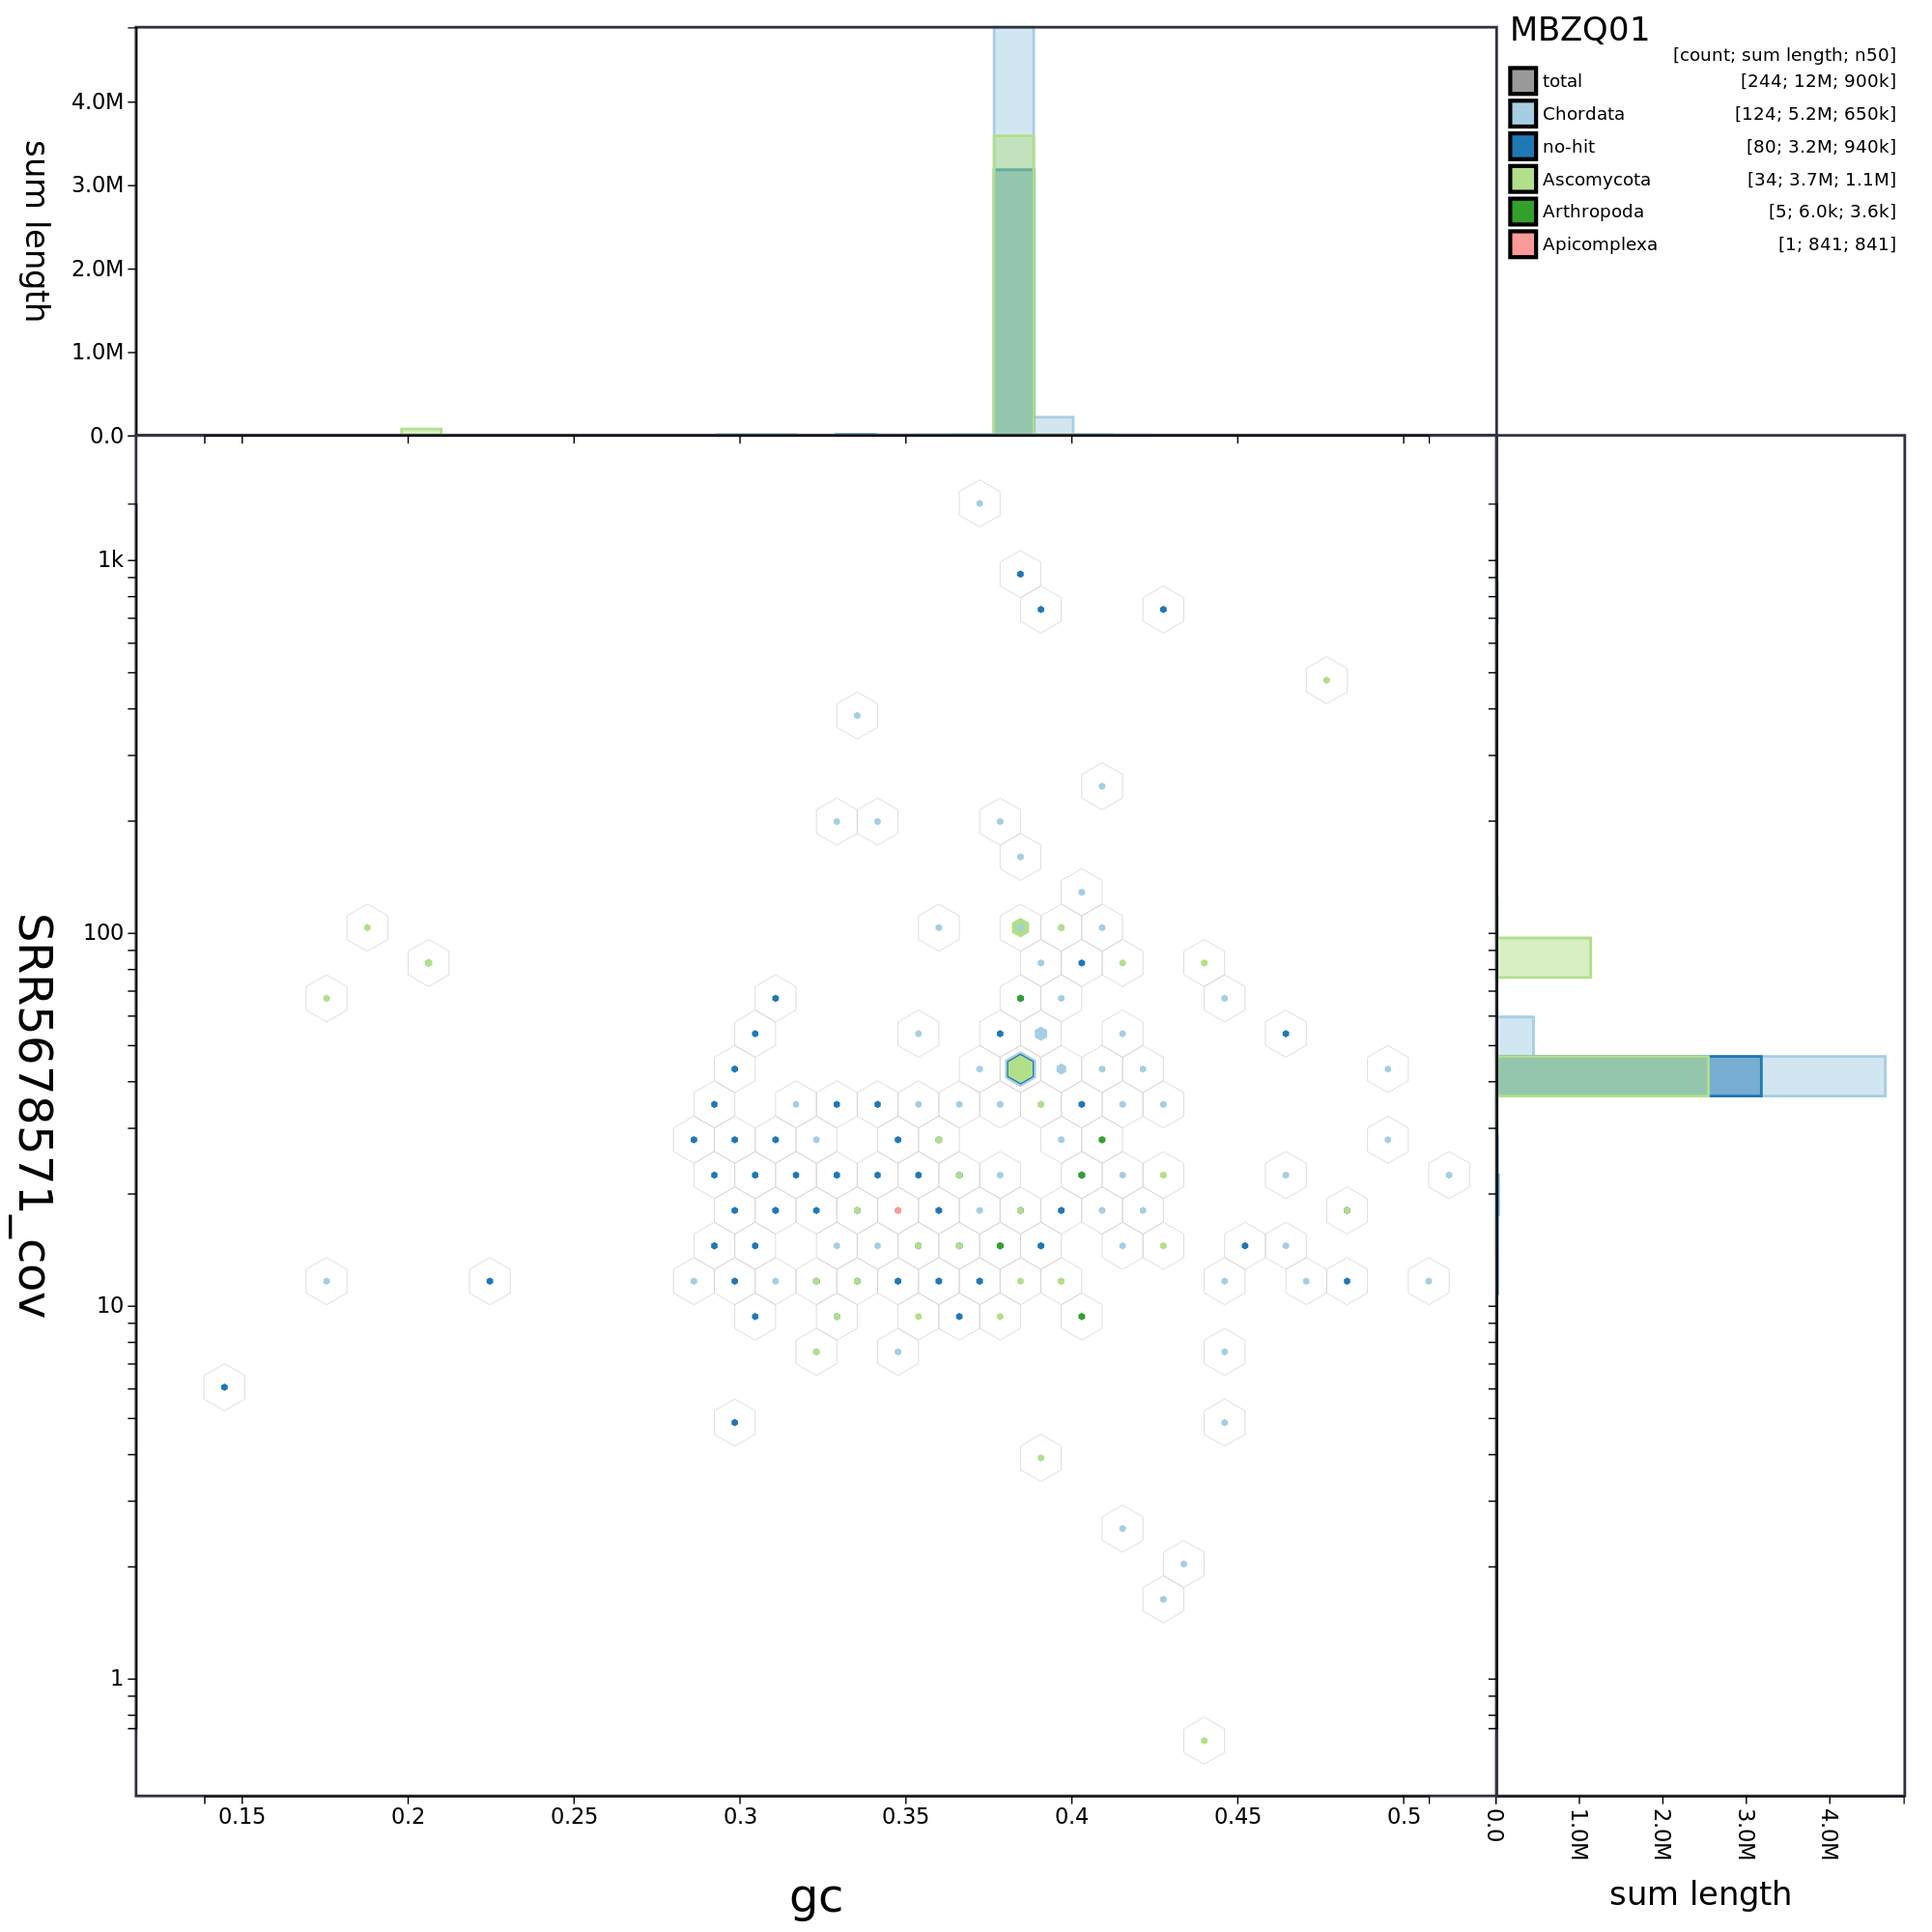 MBZQ01
[count; sum length; n50]
total [244; 12M; 900k]
Chordata [124; 5.2M; 650k]
no-hit [80; 3.2M; 940k]
Ascomycota [34; 3.7M; 1.1M]
Arthropoda [5; 6.0k; 3.6k]
Apicomplexa [1; 841; 841]
sum length
4.0M
3.0M
2.0M
1.0M
0.0
SRR5678571_cov
1k
100
10
1
0.15 0.2 0.25 0.3 0.35 0.4 0.45 0.5
gc
0.0 1.0M 2.0M 3.0M 4.0M
sum length